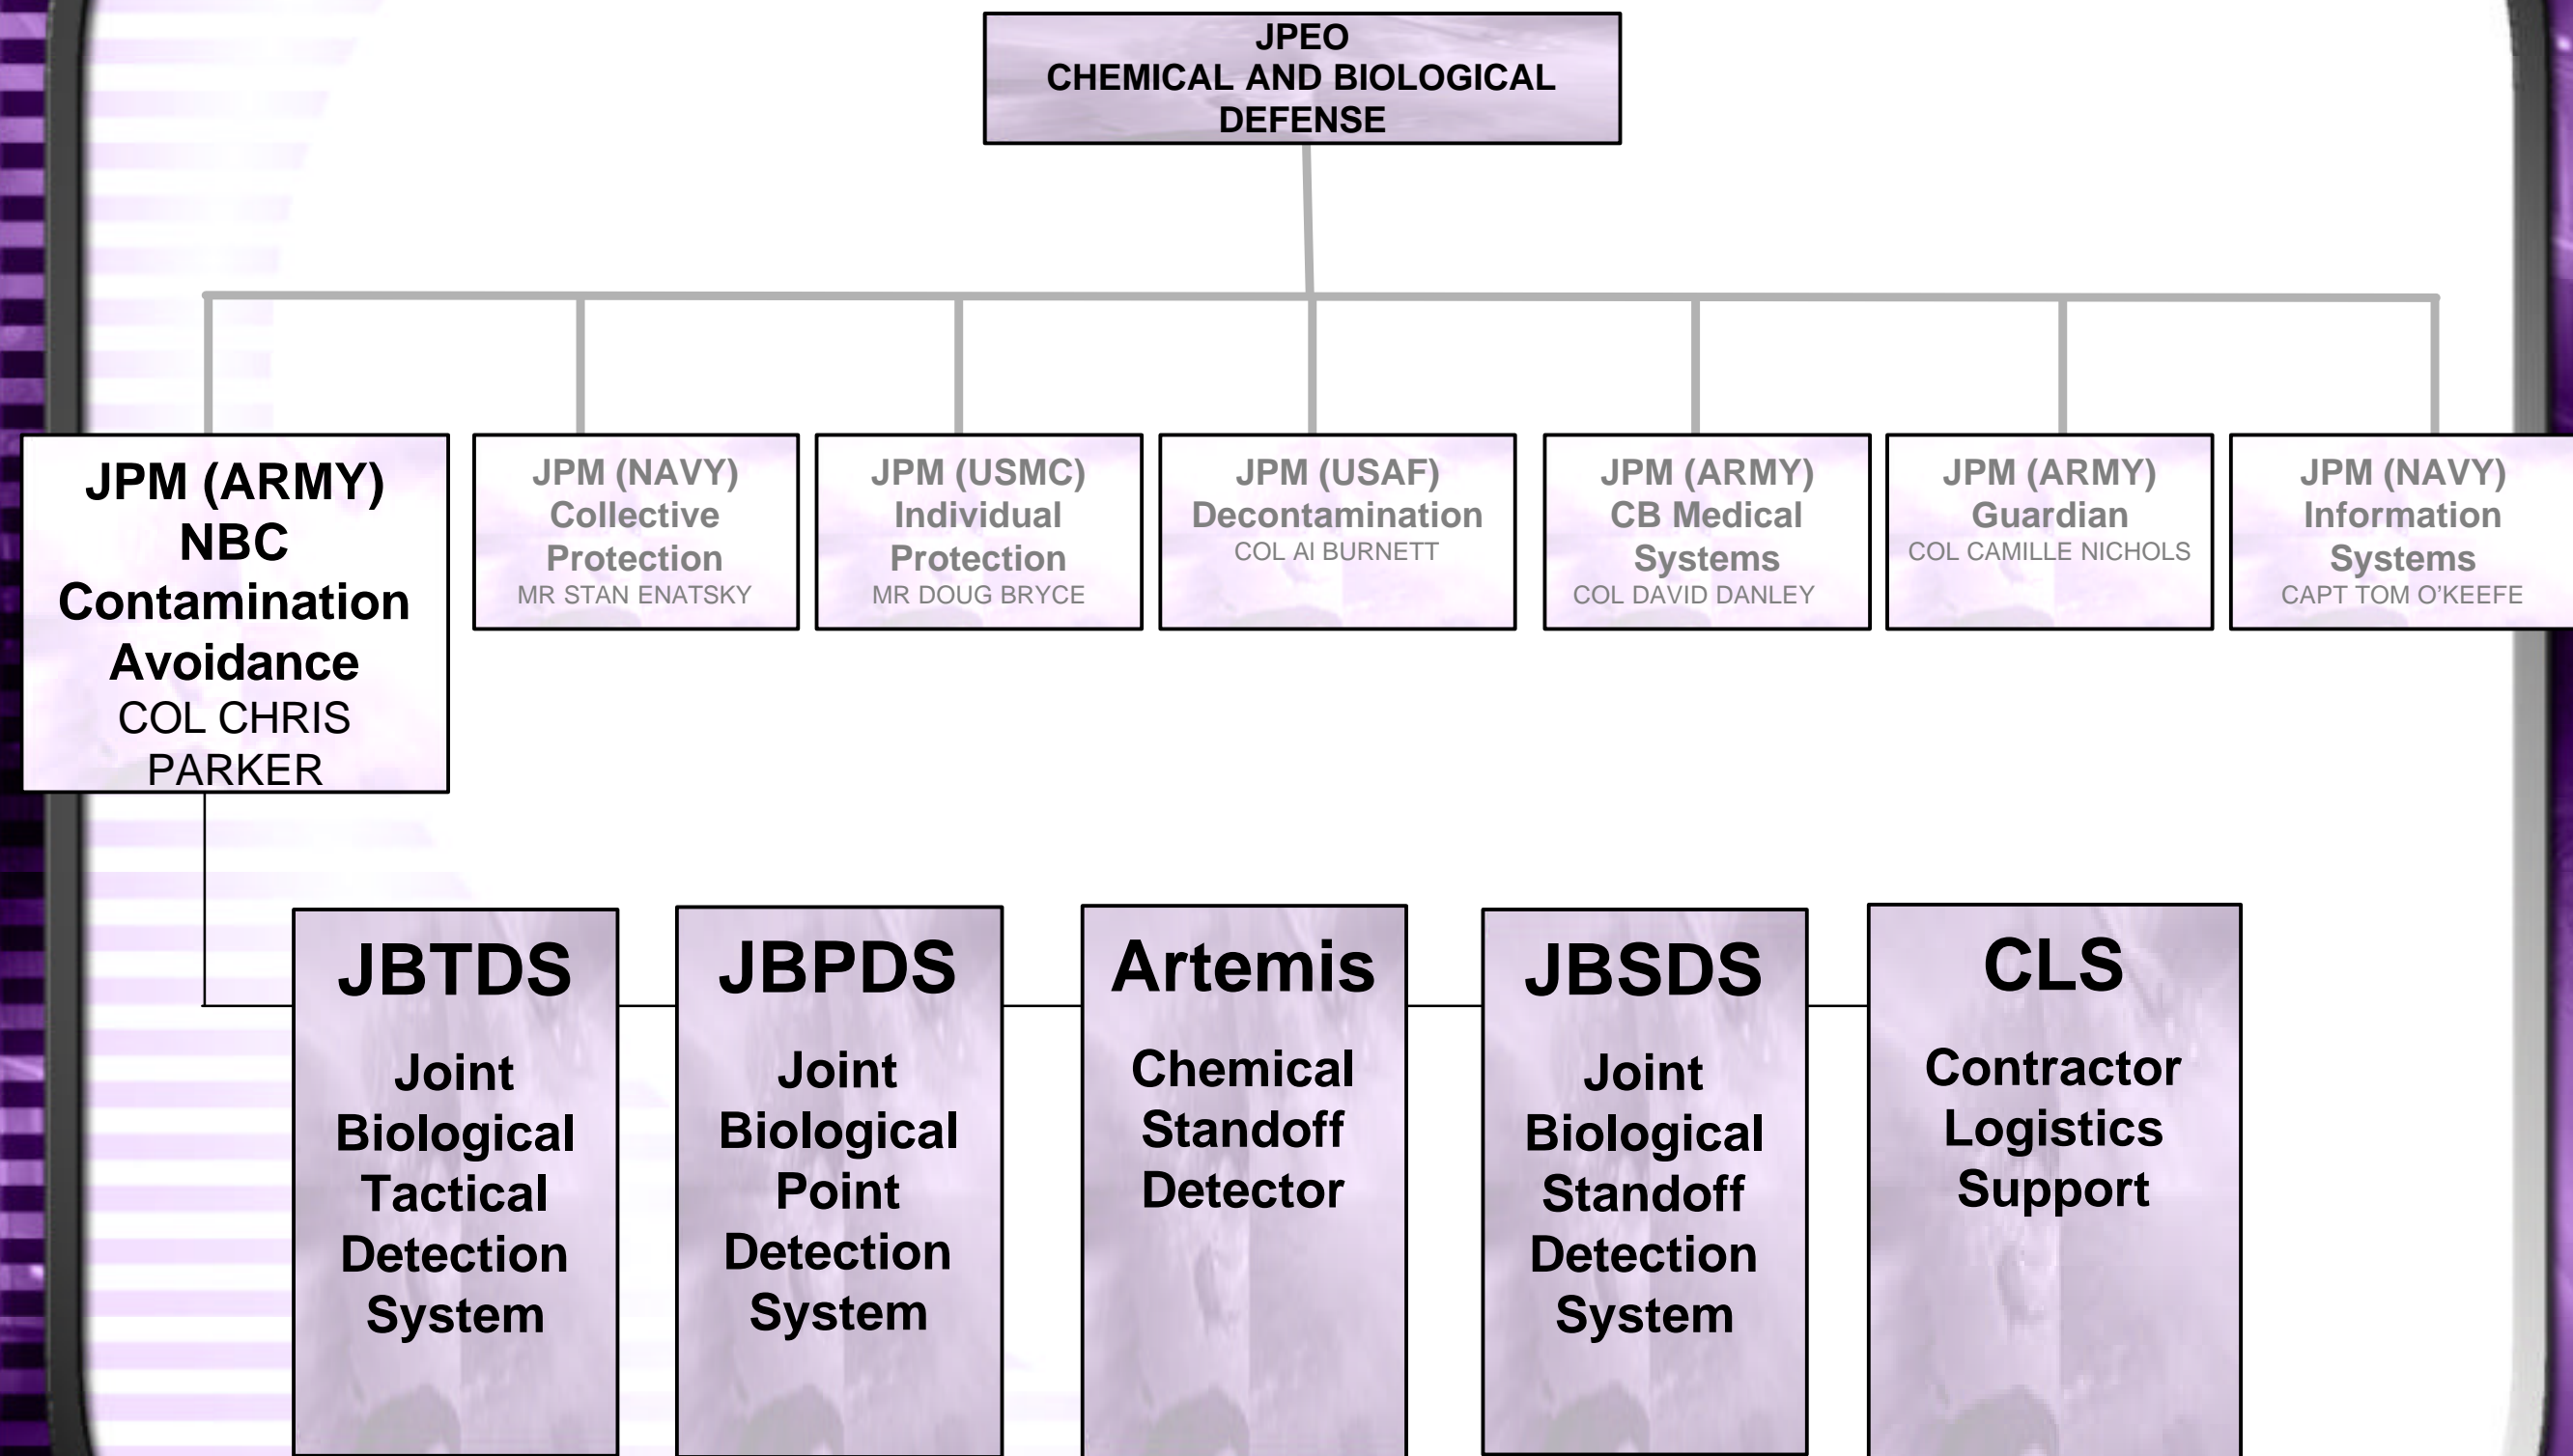 JPEO
CHEMICAL AND BIOLOGICAL
DEFENSE
JPM (ARMY)
NBC
Contamination
Avoidance
COL CHRIS
PARKER
JPM (NAVY)
Collective
Protection
MR STAN ENATSKY
JPM (USMC)
Individual
Protection
MR DOUG BRYCE
JPM (USAF)
Decontamination
COL Al BURNETT
JPM (ARMY)
CB Medical
Systems
COL DAVID DANLEY
JPM (ARMY)
Guardian
COL CAMILLE NICHOLS
JPM (NAVY)
Information
Systems
CAPT TOM O'KEEFE
JBTDS
Joint
Biological
Tactical
Detection
System
JBPDS
Joint
Biological
Point
Detection
System
Artemis
Chemical
Standoff
Detector
JBSDS
Joint
Biological
Standoff
Detection
System
CLS
Contractor
Logistics
Support